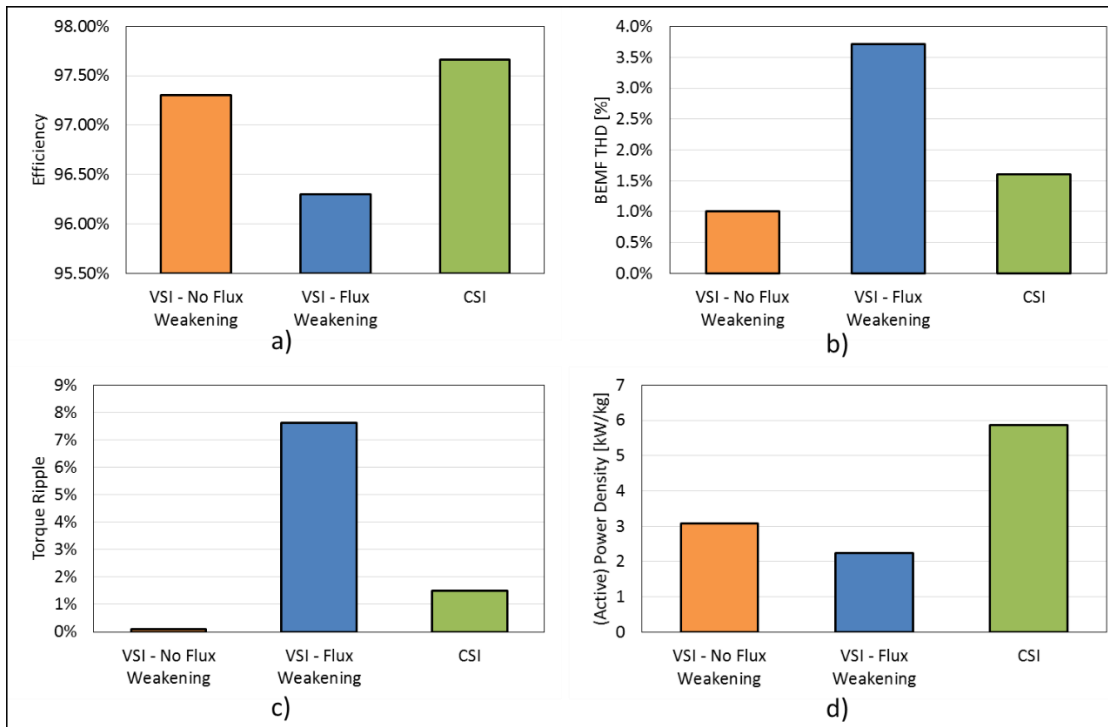 98.00%
97.50%
97.00%
96.50%
96.00%
95.50%
Efficiency
VSI - No Flux
Weakening
VSI - Flux
Weakening
CSI
a)
4.0%
3.5%
3.0%
2.5%
2.0%
1.5%
1.0%
0.5%
0.0%
BEMF THD [%]
VSI - No Flux
Weakening
VSI - Flux
Weakening
CSI
b)
9%
8%
7%
6%
5%
4%
3%
2%
1%
0%
Torque Ripple
VSI - No Flux
Weakening
VSI - Flux
Weakening
CSI
c)
7
6
5
4
3
2
1
0
(Active) Power Density [kW/kg]
VSI - No Flux
Weakening
VSI - Flux
Weakening
CSI
d)